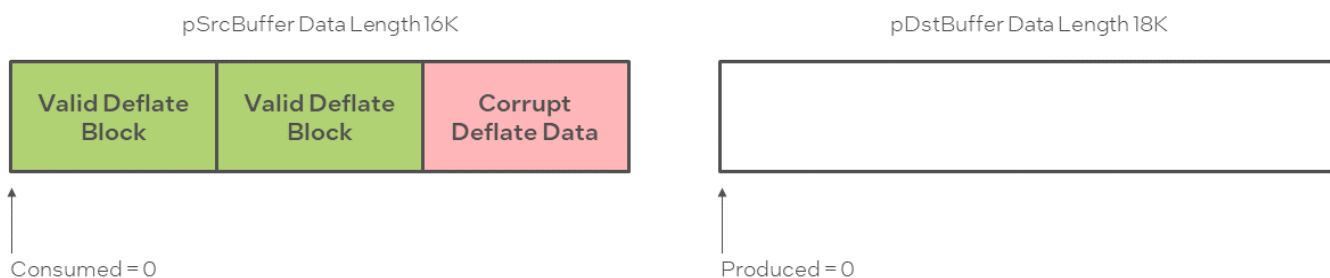 pSrcBuffer Data Length 16K
pDstBuffer Data Length 18K
Valid Deflate
Block
Valid Deflate
Block
Corrupt
Deflate Data
Consumed = 0
Produced = 0